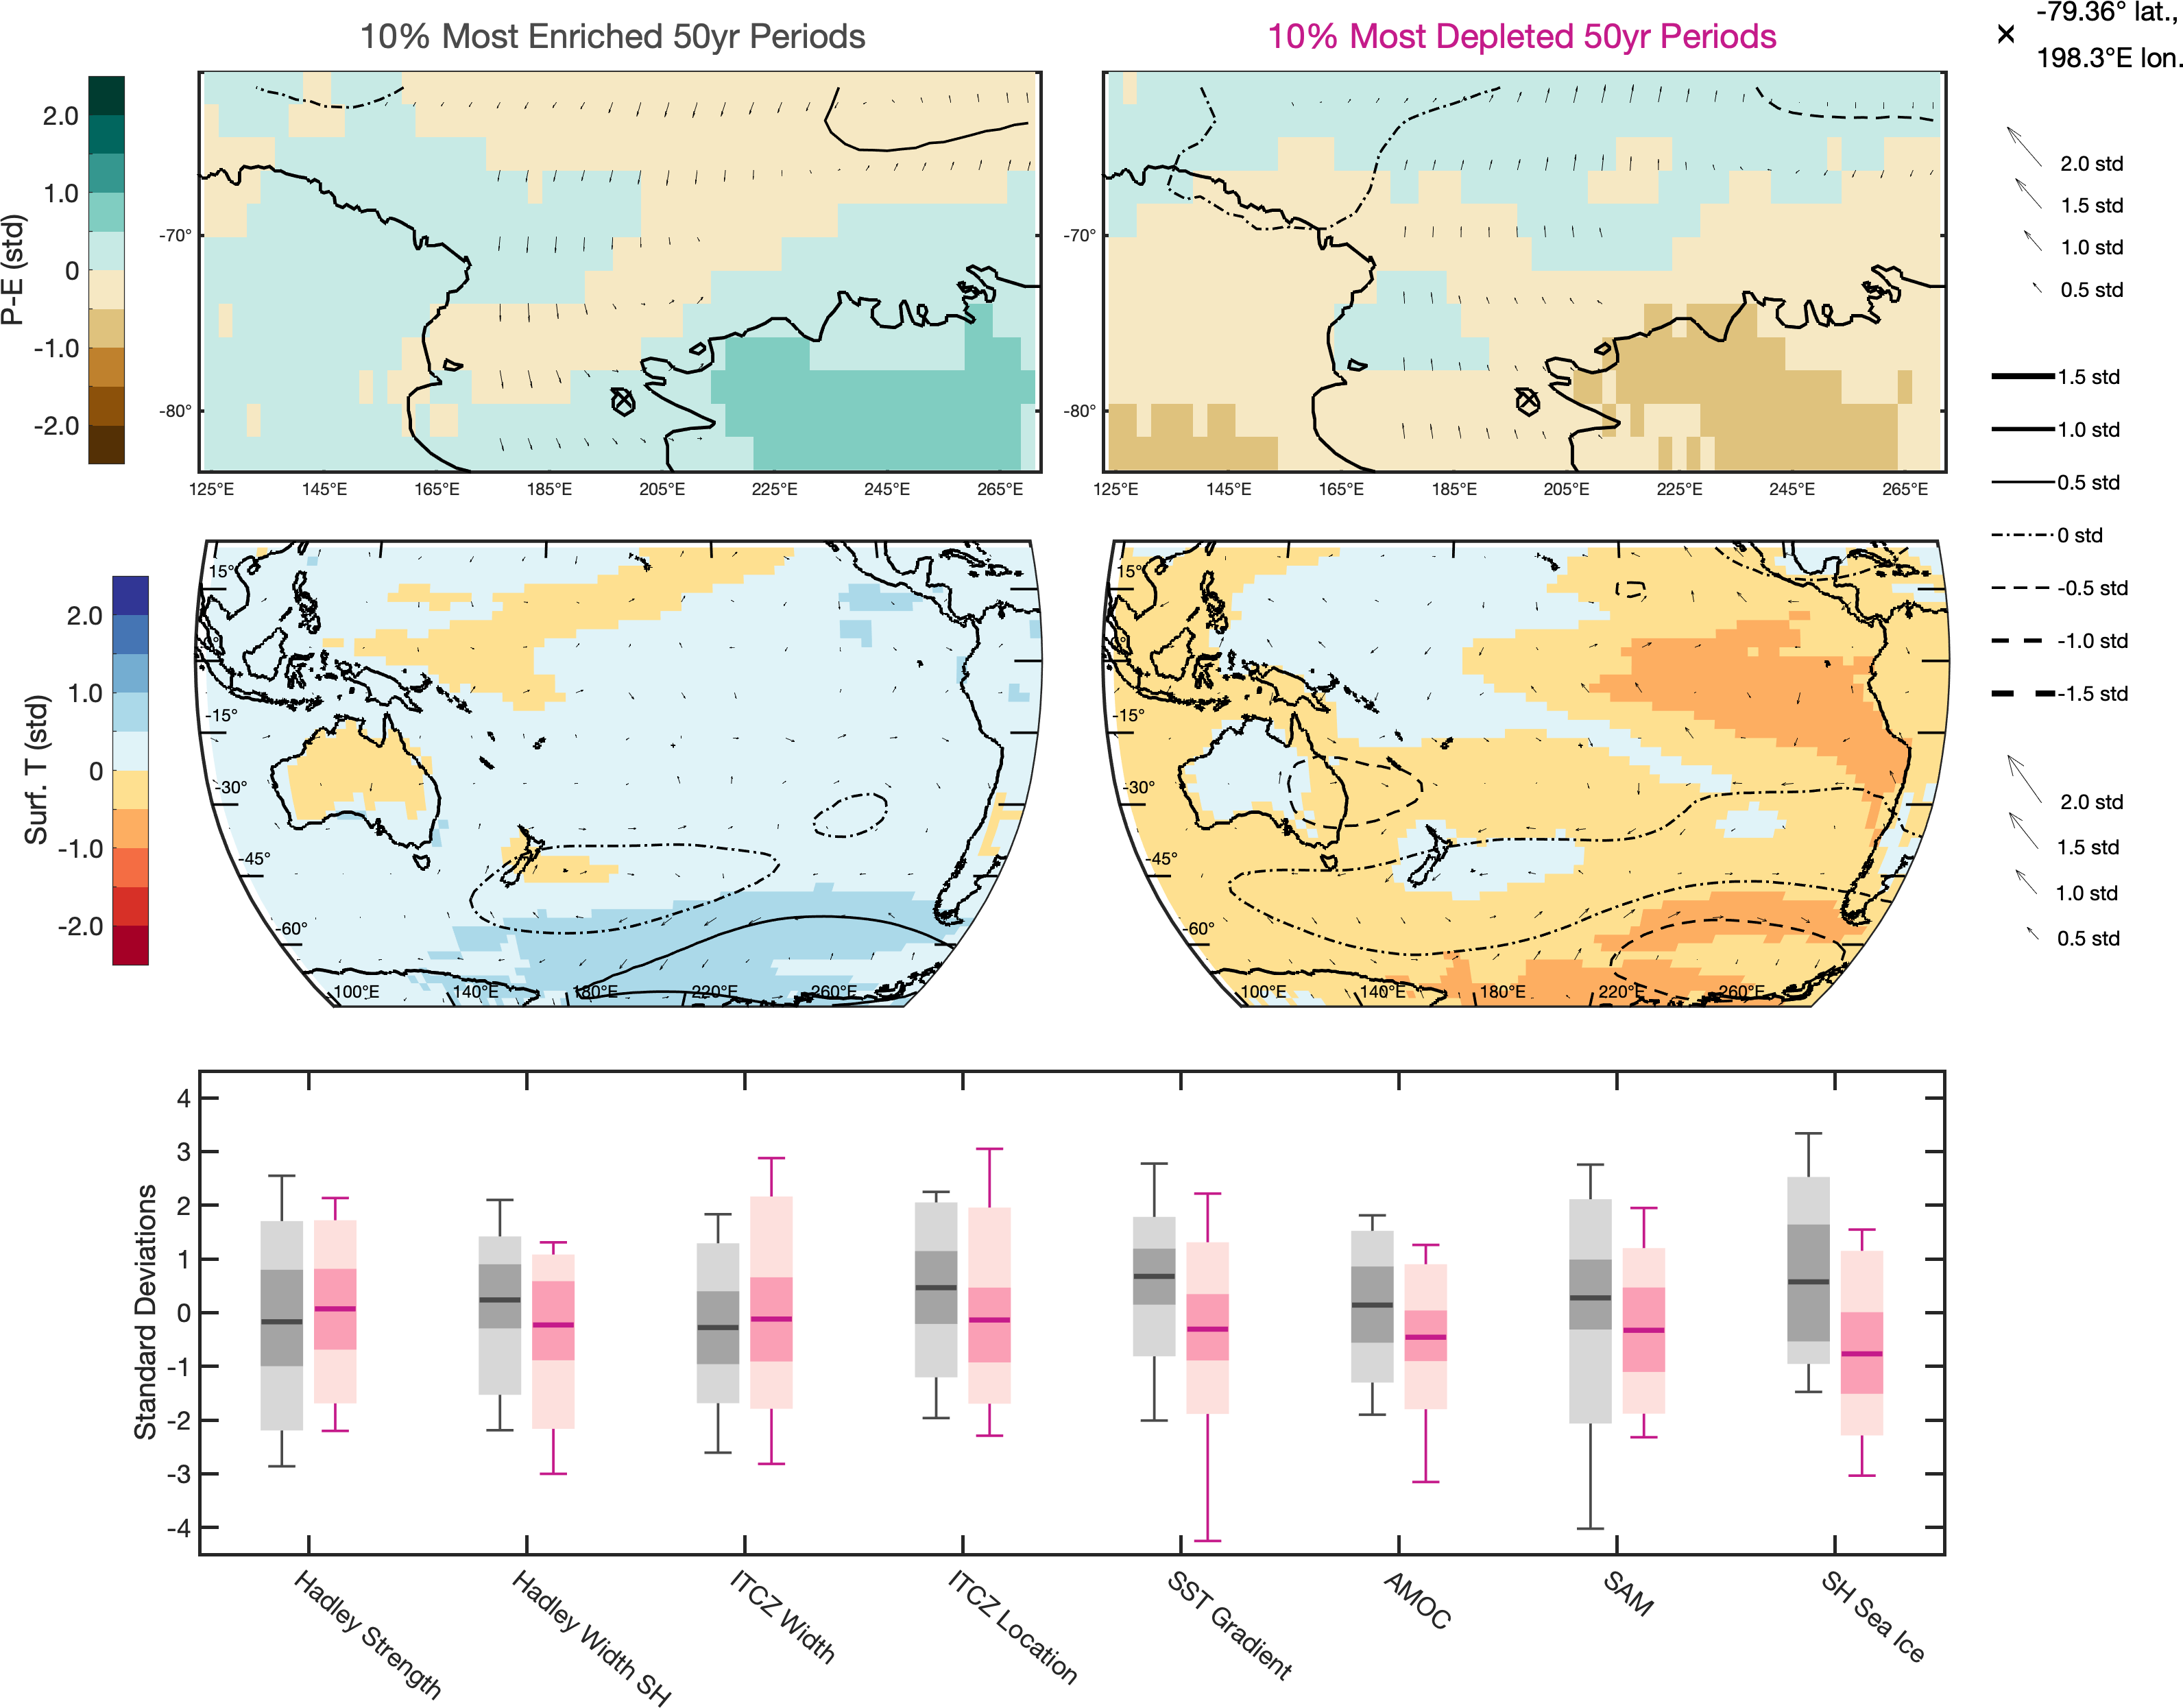 10% Most Enriched 50yr Periods
10% Most Depleted 50yr Periods
-79.36° lat.,
198.3°E lon.
P-E (std)
2.0
1.0
0
-1.0
-2.0
-70°
-80°
125°E 145°E 165°E 185°E 205°E 225°E 245°E 265°E
-70°
-80°
125°E 145°E 165°E 185°E 205°E 225°E 245°E 265°E
2.0 std
1.5 std
1.0 std
0.5 std
1.5 std
1.0 std
0.5 std
0 std
-0.5 std
-1.0 std
-1.5 std
2.0 std
1.5 std
1.0 std
0.5 std
Surf. T (std)
2.0
1.0
0
-1.0
-2.0
15°
-15°
-30°
-45°
-60°
100°E 140°E 180°E 220°E 260°E
15°
-15°
-30°
-45°
-60°
100°E 140°E 180°E 220°E 260°E
Standard Deviations
4
3
2
1
0
-1
-2
-3
-4
Hadley Strength
Hadley Width SH
ITCZ Width
ITCZ Location
SST Gradient
AMOC
SAM
SH Sea Ice